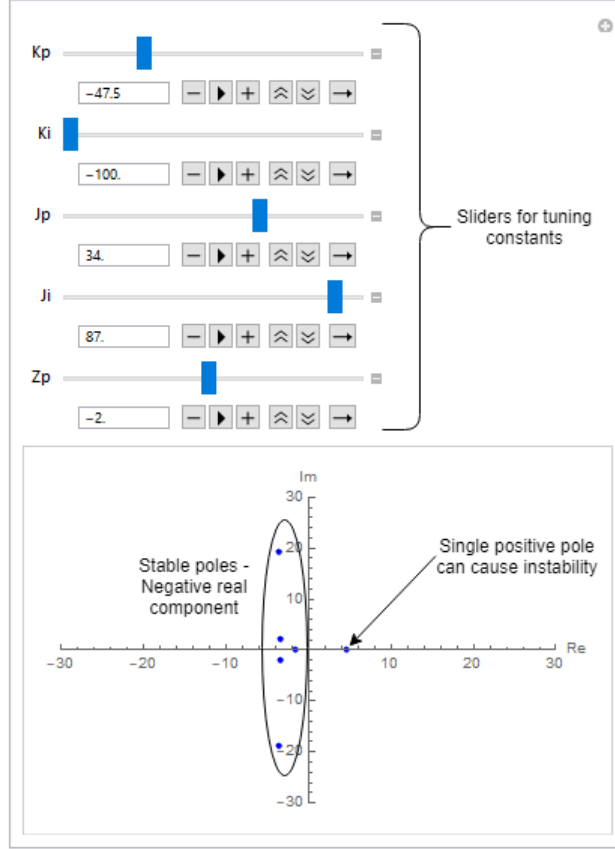 Kp
−47.5
Ki
−100.
Jp
34.
Sliders for tuning
constants
Ji
87.
Zp
−2.
Im
30
20
10
−10
−20
−30
Stable poles -
Negative real
component
Single positive pole
can cause instability
−30
−20
−10
10
20
30
Re